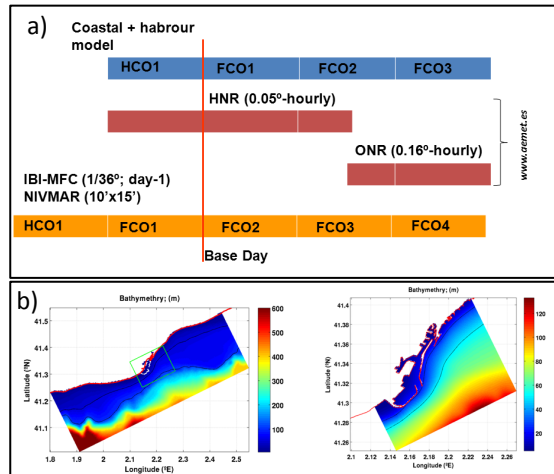 a)
Coastal + habrour
model
HCO1 FCO1 FCO2 FCO3
HNR (0.05º-hourly)
ONR (0.16º-hourly)
www.aemet.es
IBI-MFC (1/36º; day-1)
NIVMAR (10'x15')
HCO1 FCO1 FCO2 FCO3 FCO4
Base Day
b)
Bathymethry; (m)
Latitude (ºN)
41.5
41.4
41.3
41.2
41.1
1.8 1.9 2 2.1 2.2 2.3 2.4 2.5
Longitude (ºE)
600
500
400
300
200
100
Bathymethry; (m)
Latitude (ºN)
41.4
41.38
41.36
41.34
41.32
41.3
41.28
41.26
2.1 2.12 2.14 2.16 2.18 2.2 2.22 2.24 2.26
Longitude (ºE)
120
100
80
60
40
20